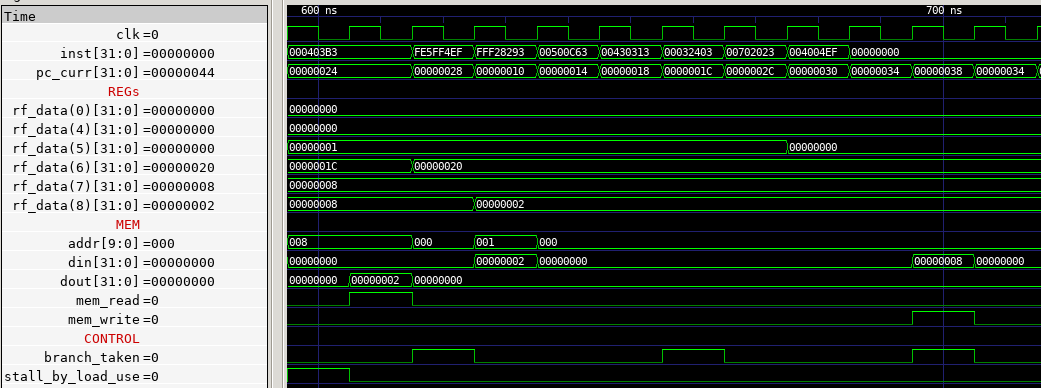 Time 600 ns 700 ns
clk=0
inst[31:0]=00000000 000403B3 FE5FF4EF FFF28293 00500C63 00430313 00032403 00702023 004004EF 00000000
pc_curr[31:0]=00000044 00000024 00000028 00000010 00000014 00000018 0000001C 0000002C 00000030 00000034 00000038 00000034
REGs
rf_data(0)[31:0]=00000000 00000000
rf_data(4)[31:0]=00000000 00000000
rf_data(5)[31:0]=00000000 00000001 00000000
rf_data(6)[31:0]=00000020 0000001C 00000020
rf_data(7)[31:0]=00000008 00000008
rf_data(8)[31:0]=00000002 00000008 00000002
MEM
addr[9:0]=000 008 000 001 000
din[31:0]=00000000 00000000 00000002 00000000 00000008 00000000
dout[31:0]=00000000 00000000 00000002 00000000
mem_read=0
mem_write=0
CONTROL
branch_taken=0
stall_by_load_use=0